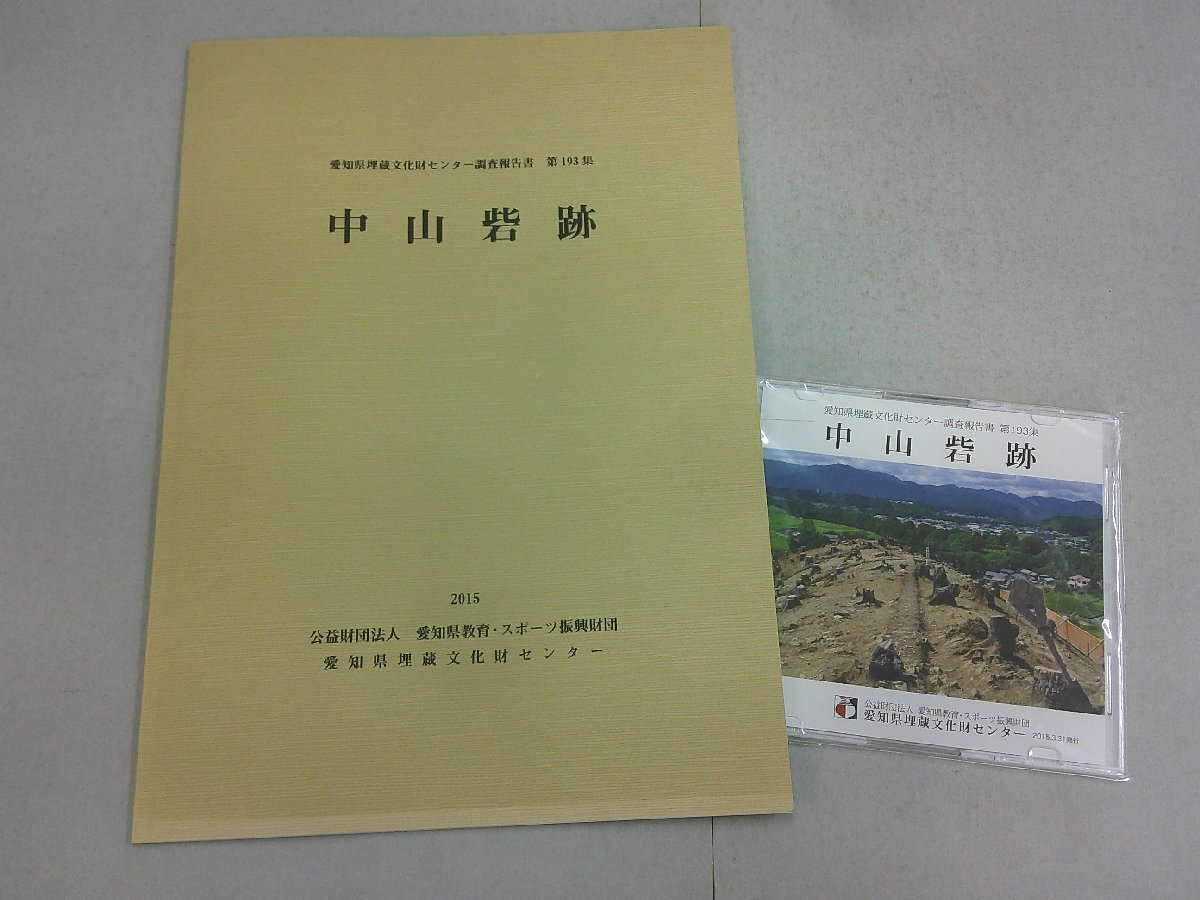 愛知県埋蔵文化財センター調査報告書　第193集
中山砦跡
2015
公益財団法人　愛知県教育・スポーツ振興財団
愛知県埋蔵文化財センター
愛知県埋蔵文化財センター調査報告書 第193集
中山砦跡
公益財団法人 愛知県教育・スポーツ振興財団
愛知県埋蔵文化財センター
2015.3.31発行